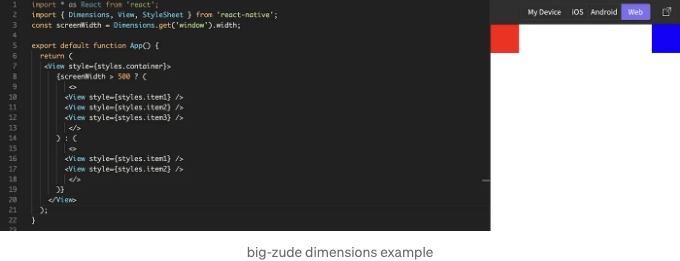 1 import * as React from 'react';
2 import { Dimensions, View, StyleSheet } from 'react-native';
3 const screenWidth = Dimensions.get('window').width;
4
5 export default function App() {
6 return (
7 <View style={styles.container}>
8 {screenWidth > 500 ? (
9 <>
10 <View style={styles.item1} />
11 <View style={styles.item2} />
12 <View style={styles.item3} />
13 </>
14 ) : (
15 <>
16 <View style={styles.item1} />
17 <View style={styles.item2} />
18 </>
19 )}
20 </View>
21 );
22 }
23
My Device iOS Android Web
big-zude dimensions example